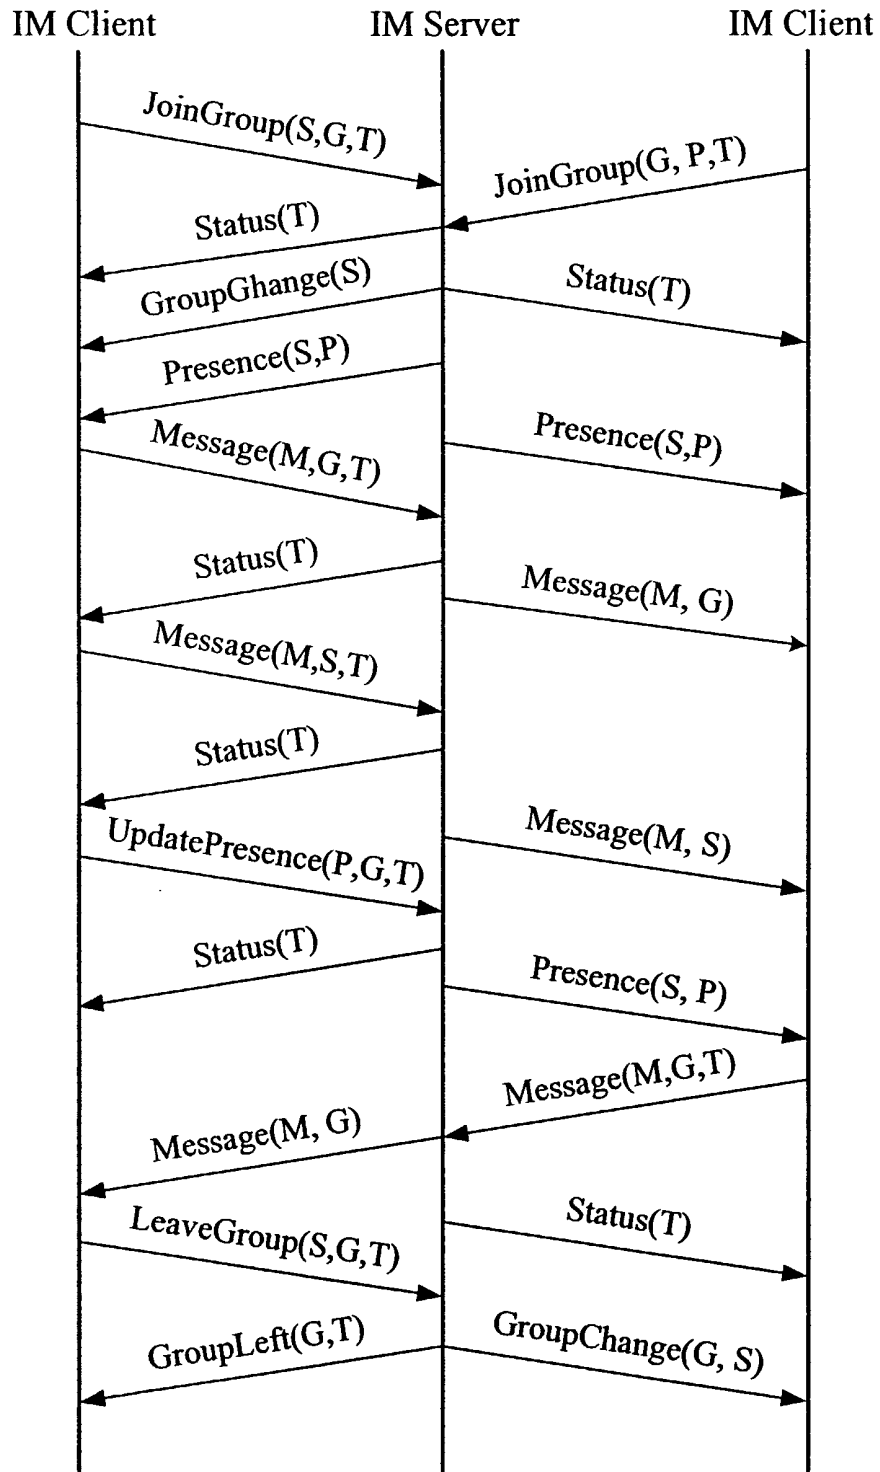 IM Client IM Server IM Client
JoinGroup(S,G,T)
JoinGroup(G, P,T)
Status(T)
GroupGhange(S)
Status(T)
Presence(S,P)
Presence(S,P)
Message(M,G,T)
Status(T)
Message(M, G)
Message(M,S,T)
Status(T)
Message(M, S)
UpdatePresence(P,G,T)
Status(T)
Presence(S, P)
Message(M,G,T)
Message(M, G)
Status(T)
LeaveGroup(S,G,T)
GroupLeft(G,T)
GroupChange(G, S)